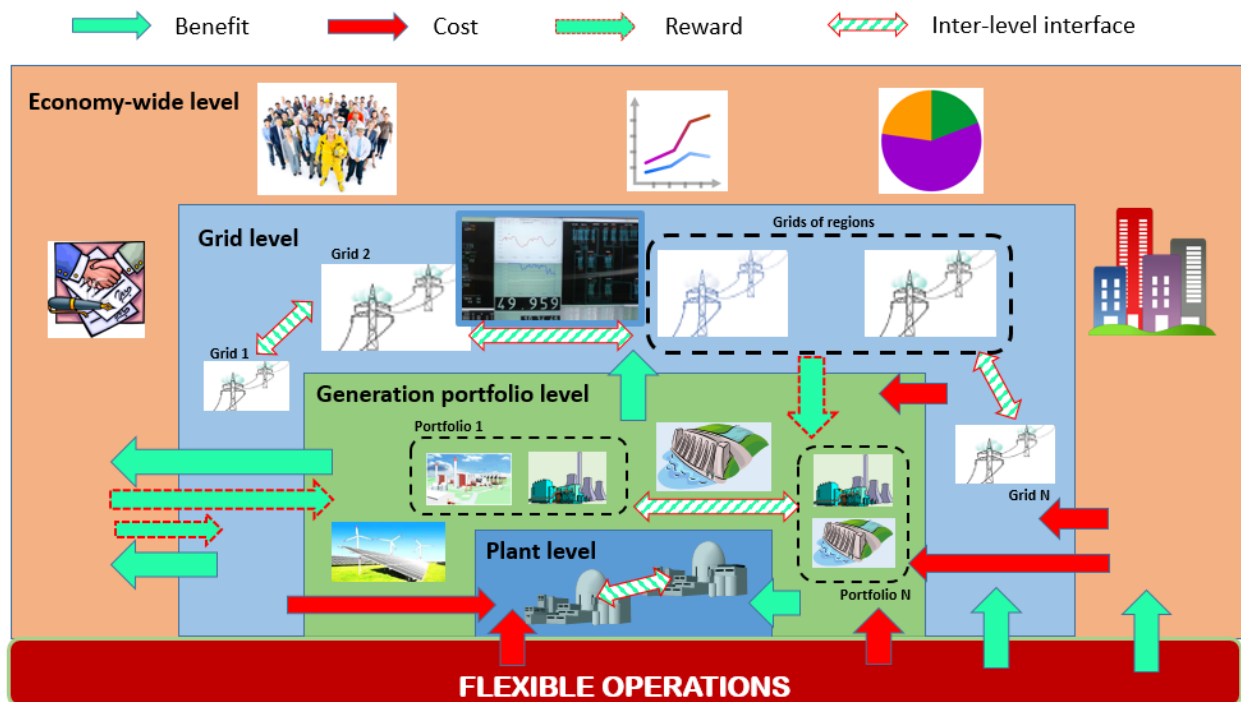 Benefit
Cost
Reward
Inter-level interface
Economy-wide level
Grid level
Grids of regions
Grid 2
49 959
Grid 1
Generation portfolio level
Portfolio 1
Grid N
Plant level
Portfolio N
FLEXIBLE OPERATIONS